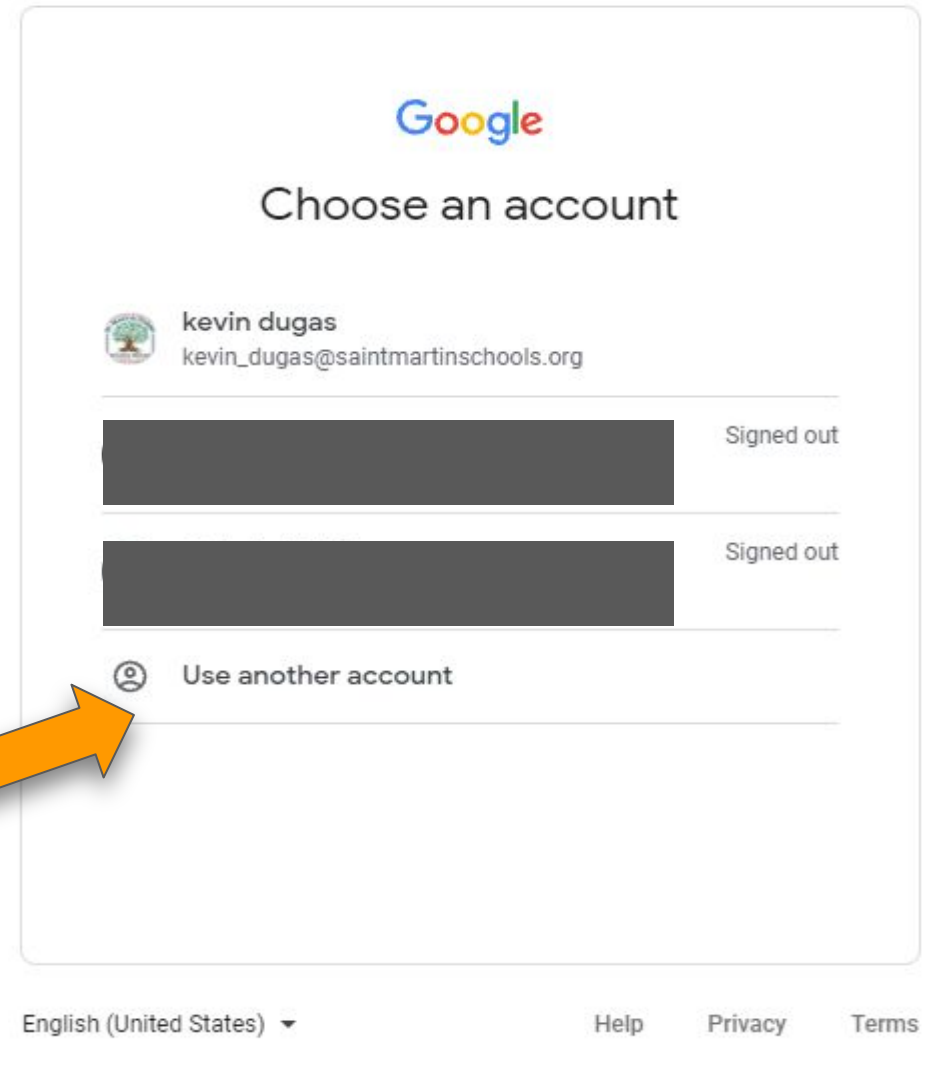 Google
Choose an account
kevin dugas
kevin_dugas@saintmartinschools.org
Signed out
Signed out
Use another account
English (United States)
Help Privacy Terms